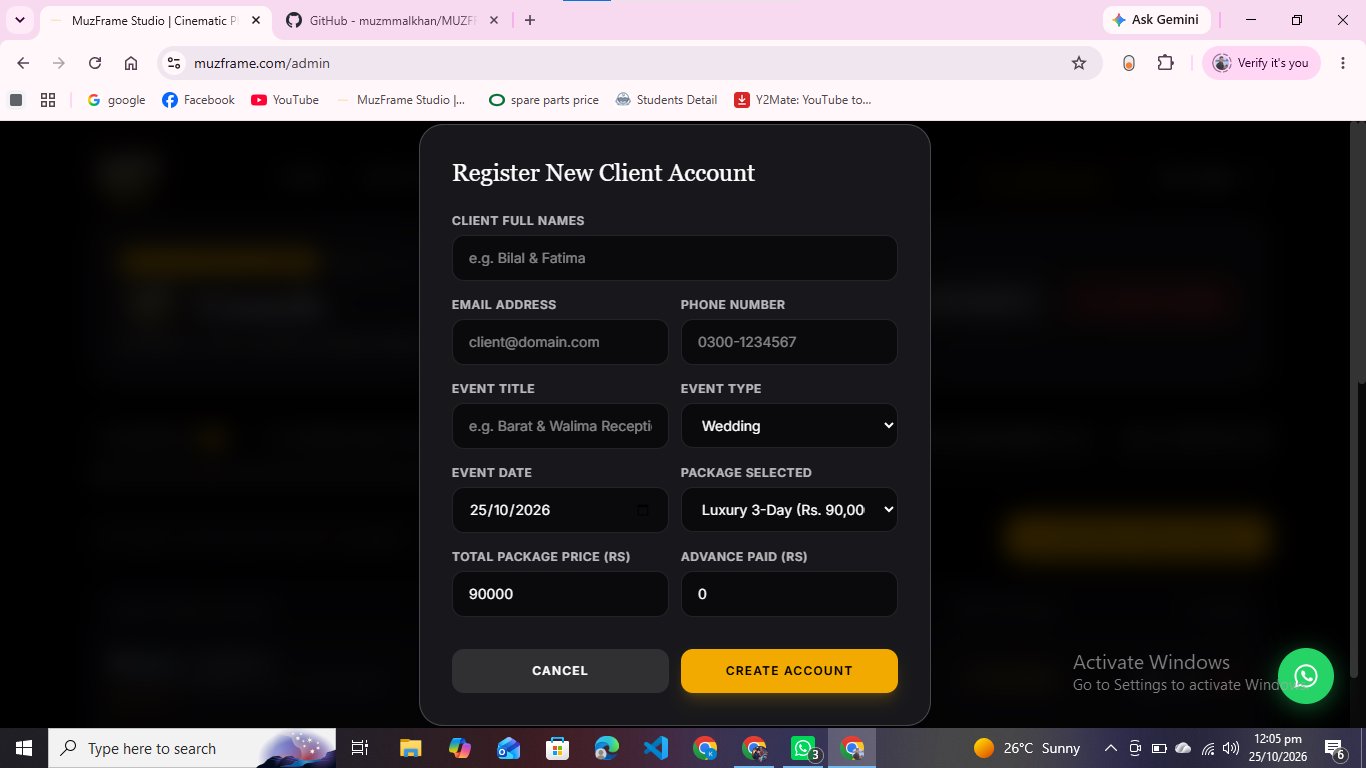 MuzFrame Studio | Cinematic P
GitHub - muzmmalkhan/MUZF
Ask Gemini
muzframe.com/admin
Verify it's you
google
Facebook
YouTube
MuzFrame Studio |...
spare parts price
Students Detail
Y2Mate: YouTube to...
Register New Client Account
CLIENT FULL NAMES
e.g. Bilal & Fatima
EMAIL ADDRESS
PHONE NUMBER
client@domain.com
0300-1234567
EVENT TITLE
EVENT TYPE
e.g. Barat & Walima Recepti
Wedding
EVENT DATE
PACKAGE SELECTED
25/10/2026
Luxury 3-Day (Rs. 90,00
TOTAL PACKAGE PRICE (RS)
ADVANCE PAID (RS)
90000
0
CANCEL
CREATE ACCOUNT
Activate Windows
Go to Settings to activate Windows.
Type here to search
3
26°C Sunny
12:05 pm
25/10/2026
6